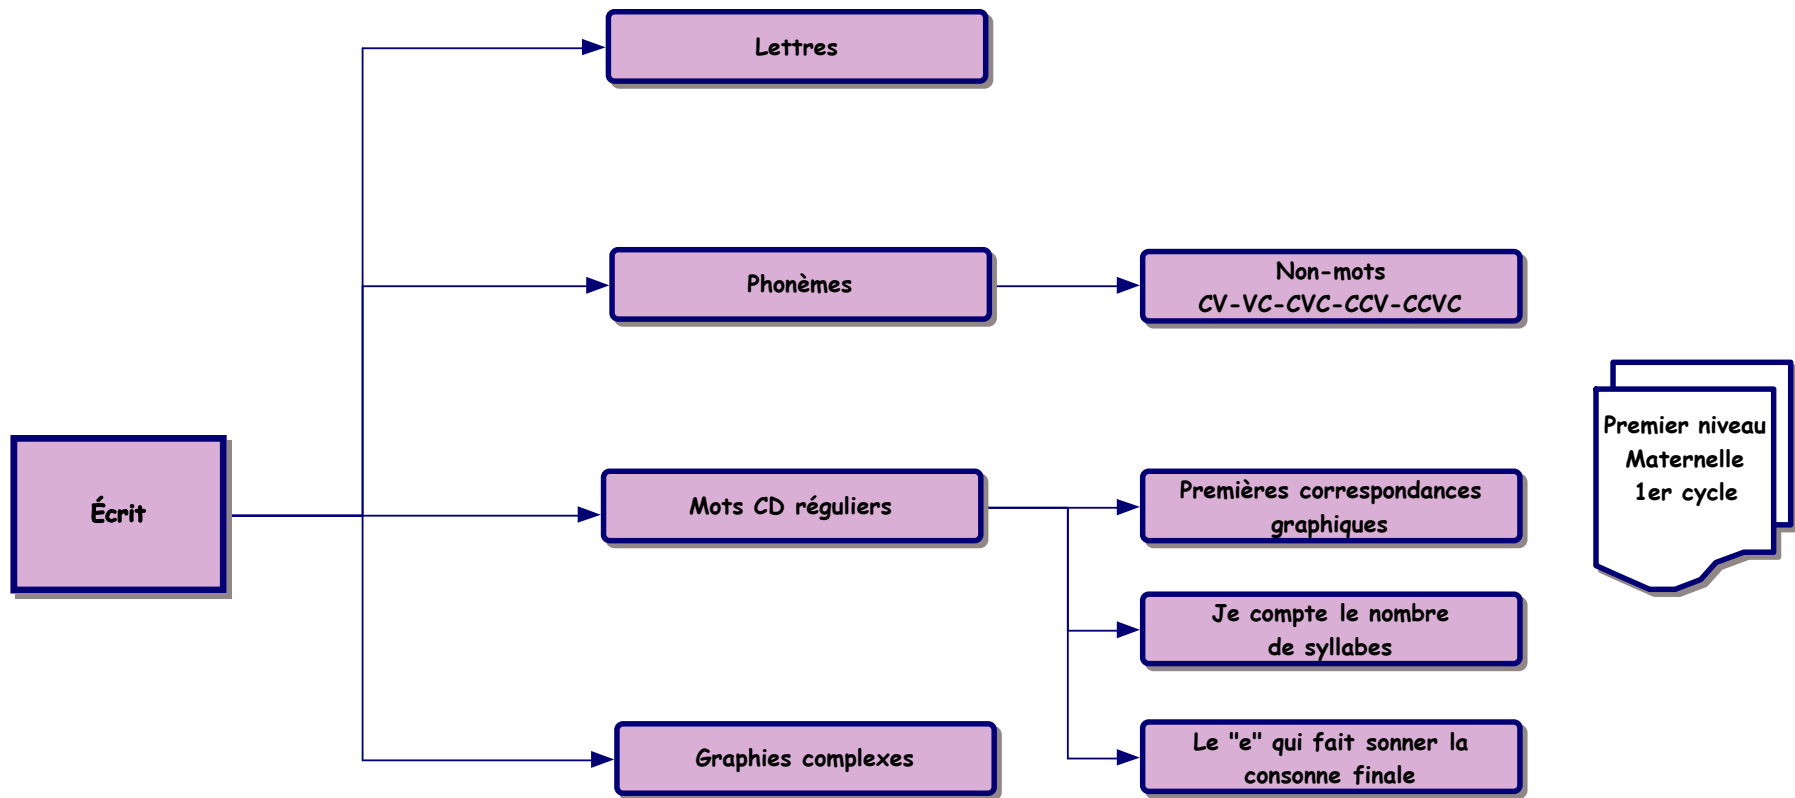 Lettres
Phonèmes
Non-mots
CV-VC-CVC-CCV-CCVC
Premier niveau
Maternelle
1er cycle
Écrit
Mots CD réguliers
Premières correspondances
graphiques
Je compte le nombre
de syllabes
Graphies complexes
Le "e" qui fait sonner la
consonne finale